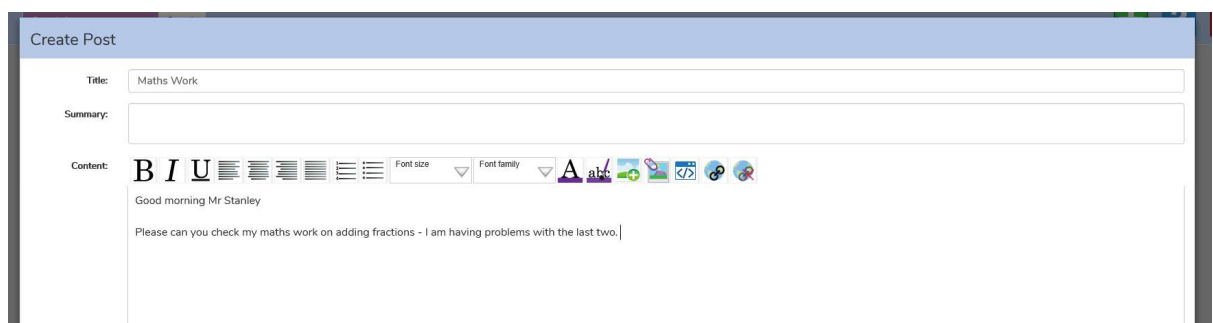 Create Post
Title:
Maths Work
Summary:
Content:
B I U Font size Font family A abc
Good morning Mr Stanley
Please can you check my maths work on adding fractions - I am having problems with the last two.